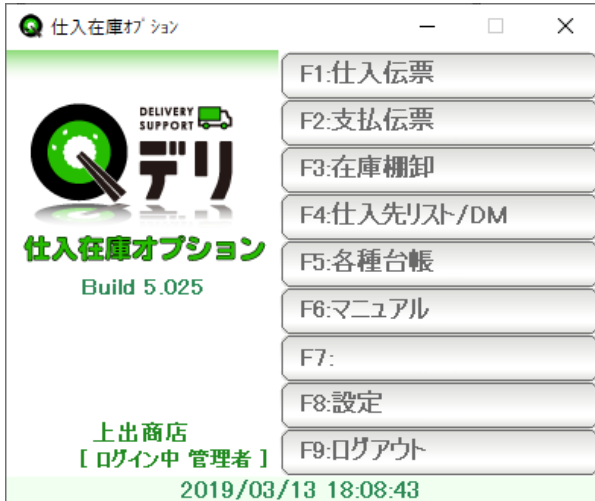 仕入在庫ｵﾌﾟｼｮﾝ
DELIVERY
SUPPORT
Qデリ
仕入在庫オプション
Build 5.025
上出商店
[ ログイン中 管理者 ]
F1:仕入伝票
F2:支払伝票
F3:在庫棚卸
F4:仕入先リスト/DM
F5:各種台帳
F6:マニュアル
F7:
F8:設定
F9:ログアウト
2019/03/13 18:08:43